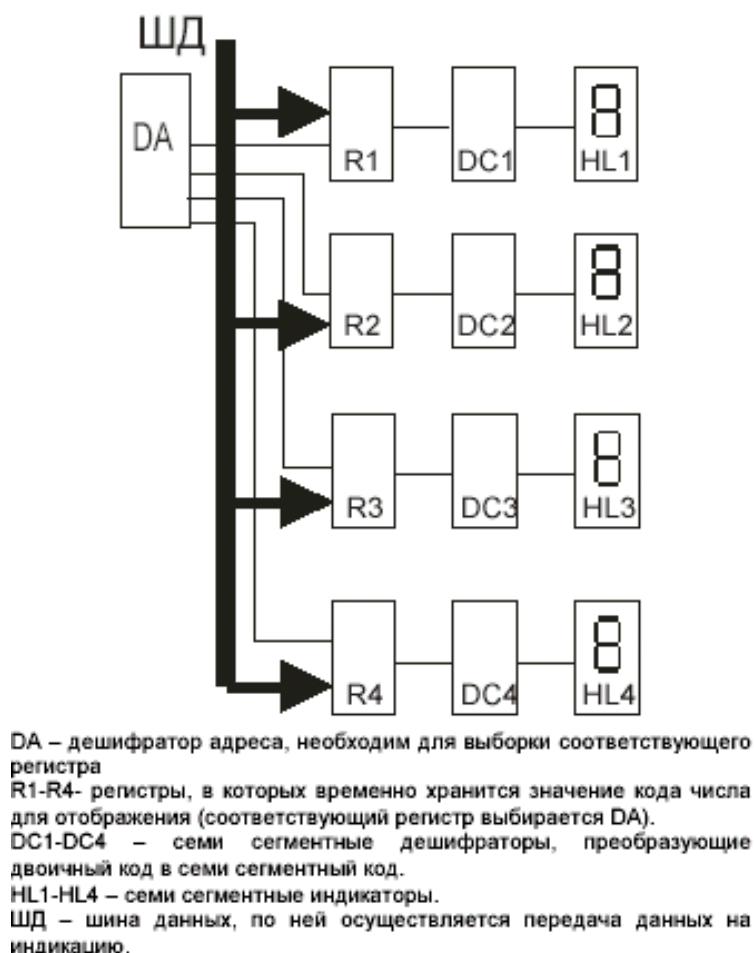 ШД
DA
R1 DC1 HL1
R2 DC2 HL2
R3 DC3 HL3
R4 DC4 HL4
DA – дешифратор адреса, необходим для выборки соответствующего
регистра
R1-R4- регистры, в которых временно хранится значение кода числа
для отображения (соответствующий регистр выбирается DA).
DC1-DC4 – семи сегментные дешифраторы, преобразующие
двоичный код в семи сегментный код.
HL1-HL4 – семи сегментные индикаторы.
ШД – шина данных, по ней осуществляется передача данных на
индикацию.